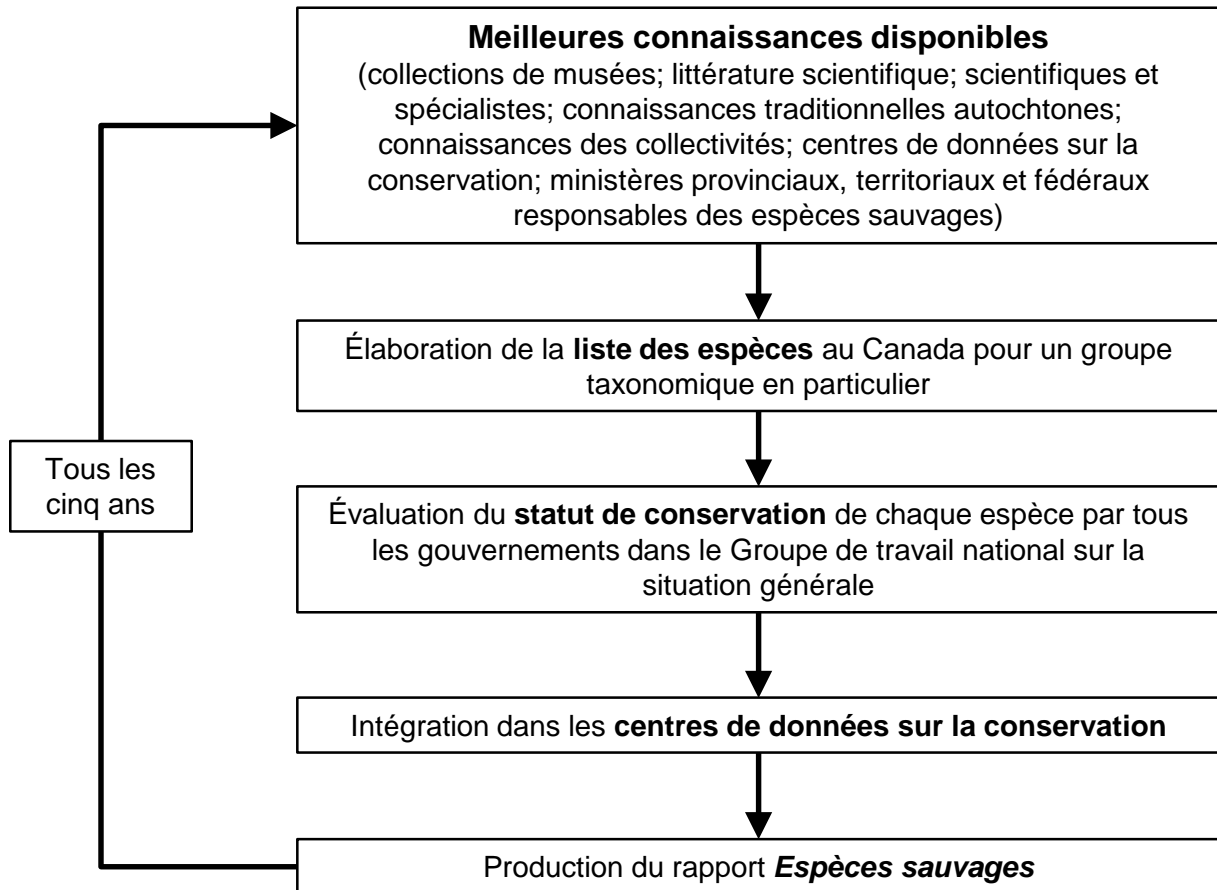 Meilleures connaissances disponibles
(collections de musées; littérature scientifique; scientifiques et
spécialistes; connaissances traditionnelles autochtones;
connaissances des collectivités; centres de données sur la
conservation; ministères provinciaux, territoriaux et fédéraux
responsables des espèces sauvages)
Élaboration de la liste des espèces au Canada pour un groupe
taxonomique en particulier
Tous les
cinq ans
Évaluation du statut de conservation de chaque espèce par tous
les gouvernements dans le Groupe de travail national sur la
situation générale
Intégration dans les centres de données sur la conservation
Production du rapport Espèces sauvages